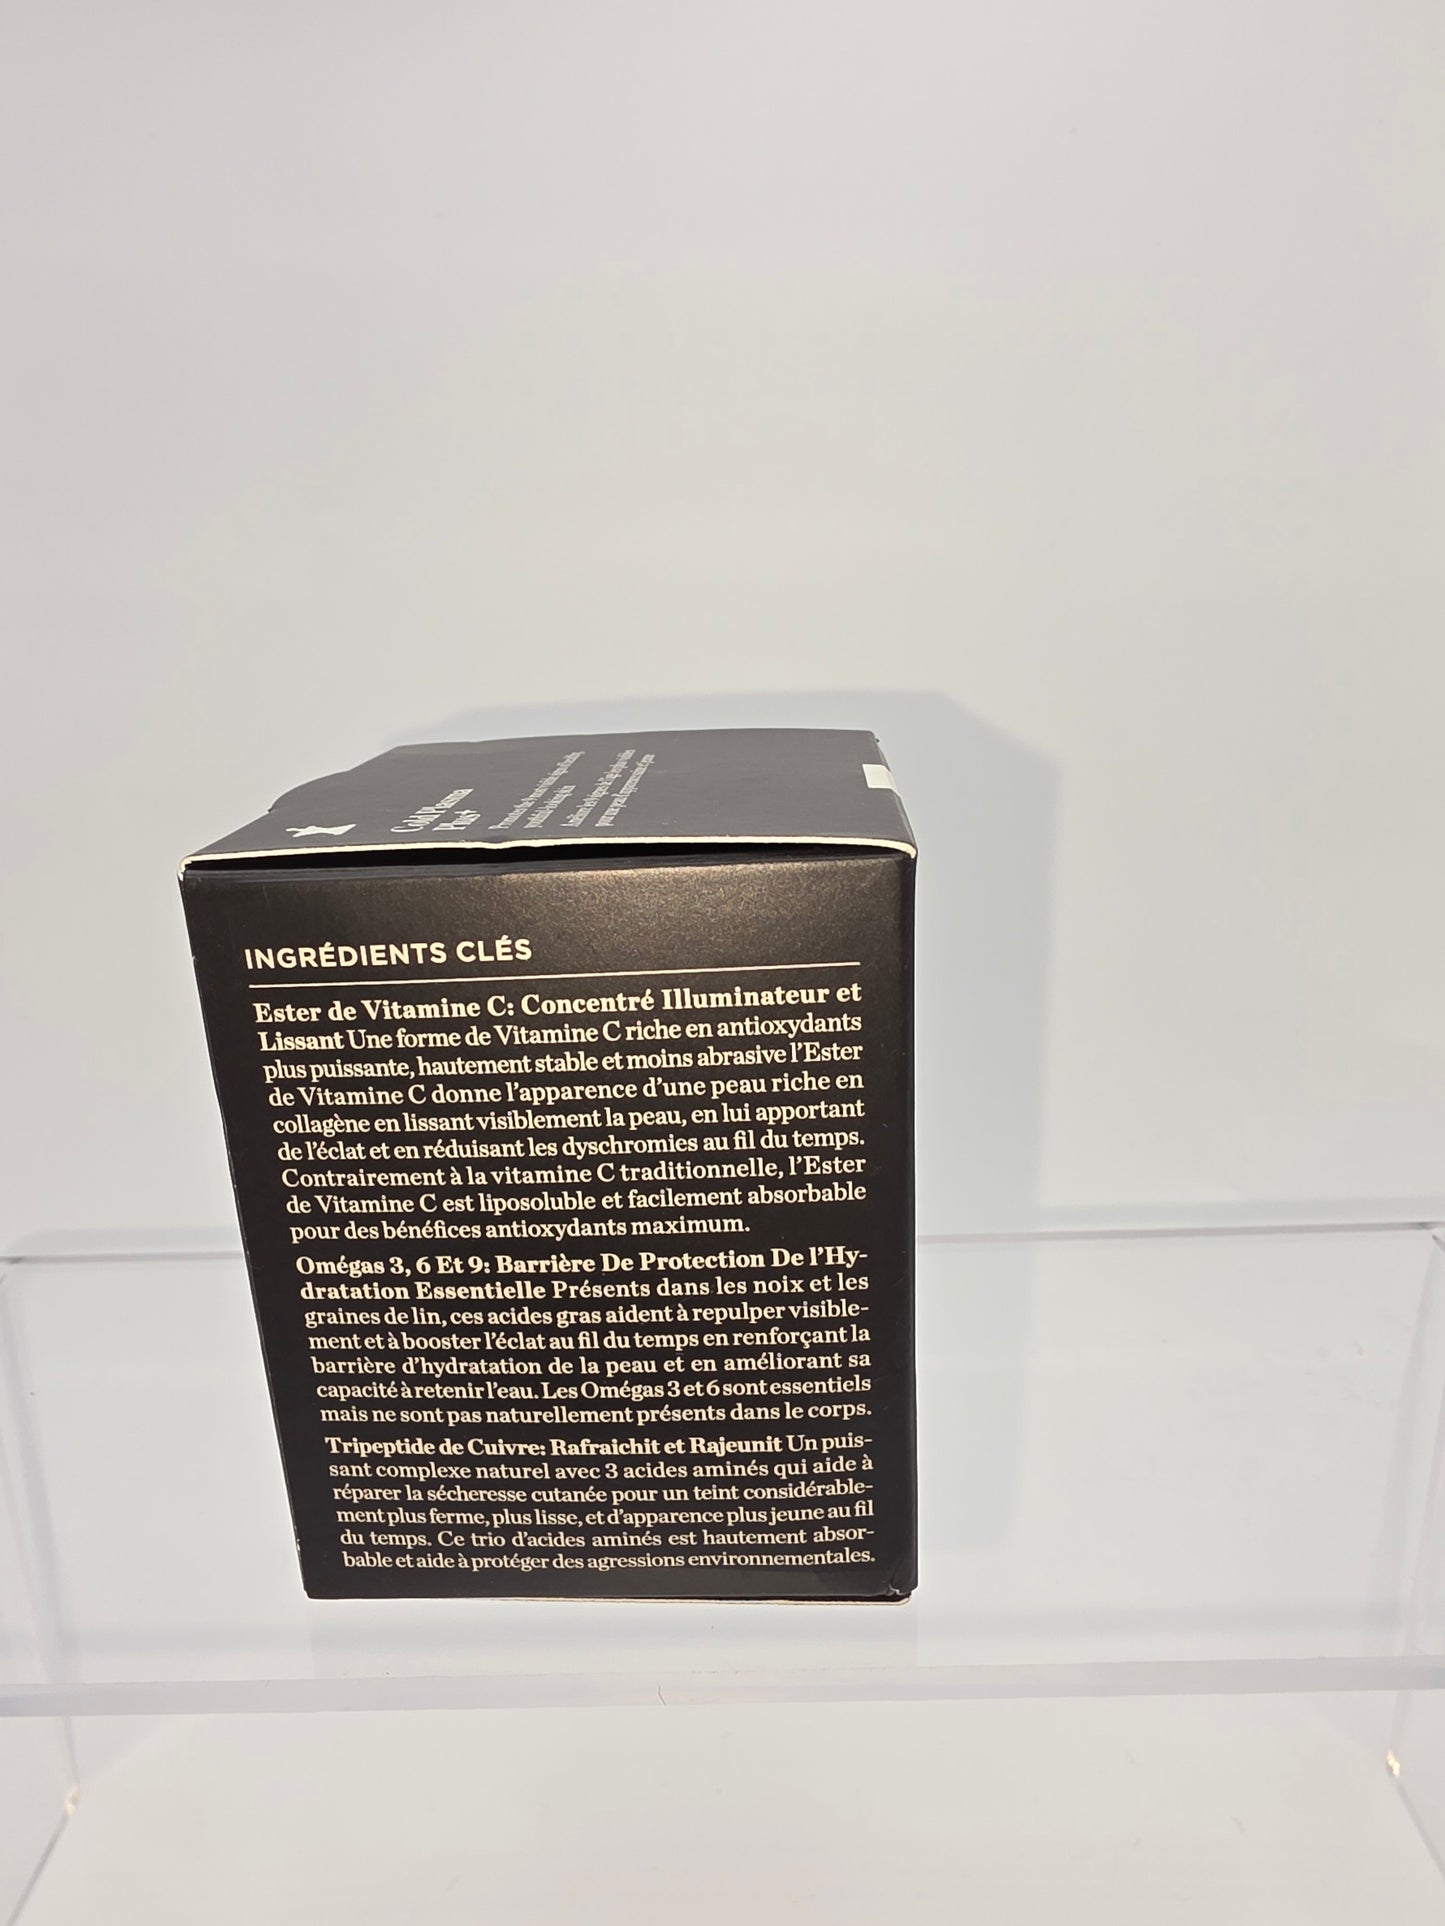 Cold Plasma
Plus+
INGRÉDIENTS CLÉS
Ester de Vitamine C: Concentré Illuminateur et
Lissant Une forme de Vitamine C riche en antioxydants
plus puissante, hautement stable et moins abrasive l'Ester
de Vitamine C donne l'apparence d'une peau riche en
collagène en lissant visiblement la peau, en lui apportant
de l'éclat et en réduisant les dyschromies au fil du temps.
Contrairement à la vitamine C traditionnelle, l'Ester
de Vitamine C est liposoluble et facilement absorbable
pour des bénéfices antioxydants maximum.
Omégas 3, 6 Et 9: Barrière De Protection De l'Hy-
dratation Essentielle Présents dans les noix et les
graines de lin, ces acides gras aident à repulper visible-
ment et à booster l'éclat au fil du temps en renforçant la
barrière d'hydratation de la peau et en améliorant sa
capacité à retenir l'eau. Les Omégas 3 et 6 sont essentiels
mais ne sont pas naturellement présents dans le corps.
Tripeptide de Cuivre: Rafraichit et Rajeunit Un puis-
sant complexe naturel avec 3 acides aminés qui aide à
réparer la sécheresse cutanée pour un teint considérable-
ment plus ferme, plus lisse, et d'apparence plus jeune au fil
du temps. Ce trio d'acides aminés est hautement absor-
bable et aide à protéger des agressions environnementales.